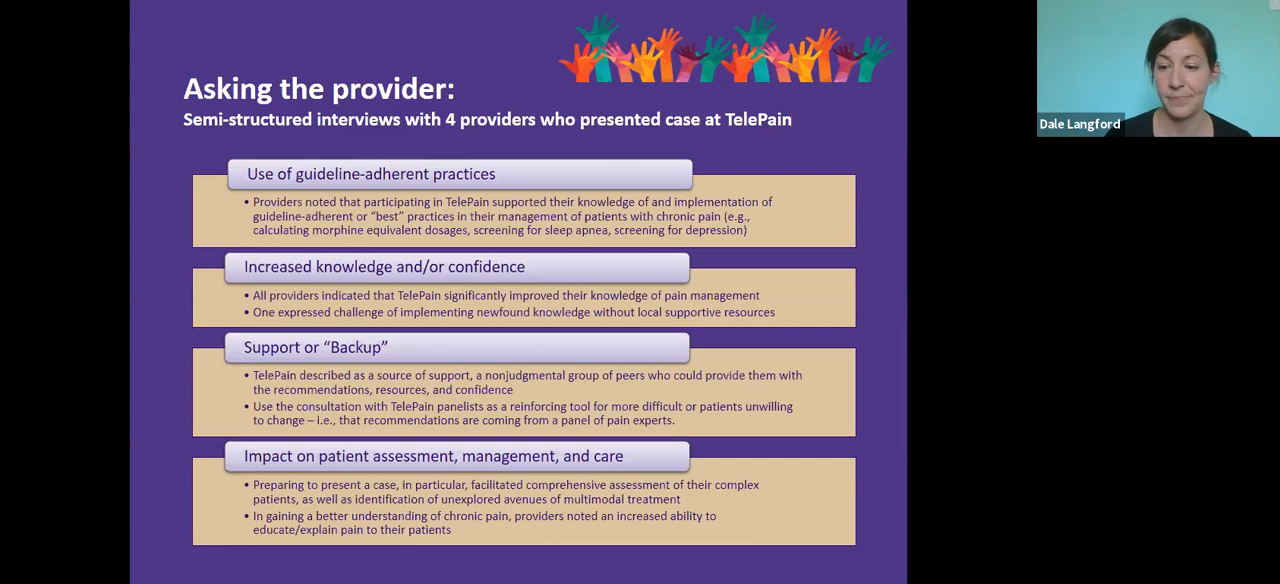 Asking the provider:
Semi-structured interviews with 4 providers who presented case at TelePain
Use of guideline-adherent practices
• Providers noted that participating in TelePain supported their knowledge of and implementation of
guideline-adherent or “best” practices in their management of patients with chronic pain (e.g.,
calculating morphine equivalent dosages, screening for sleep apnea, screening for depression)
Increased knowledge and/or confidence
• All providers indicated that TelePain significantly improved their knowledge of pain management
• One expressed challenge of implementing newfound knowledge without local supportive resources
Support or “Backup”
• TelePain described as a source of support, a nonjudgmental group of peers who could provide them with
the recommendations, resources, and confidence
• Use the consultation with TelePain panelists as a reinforcing tool for more difficult or patients unwilling
to change – i.e., that recommendations are coming from a panel of pain experts.
Impact on patient assessment, management, and care
• Preparing to present a case, in particular, facilitated comprehensive assessment of their complex
patients, as well as identification of unexplored avenues of multimodal treatment
• In gaining a better understanding of chronic pain, providers noted an increased ability to
educate/explain pain to their patients
Dale Langford